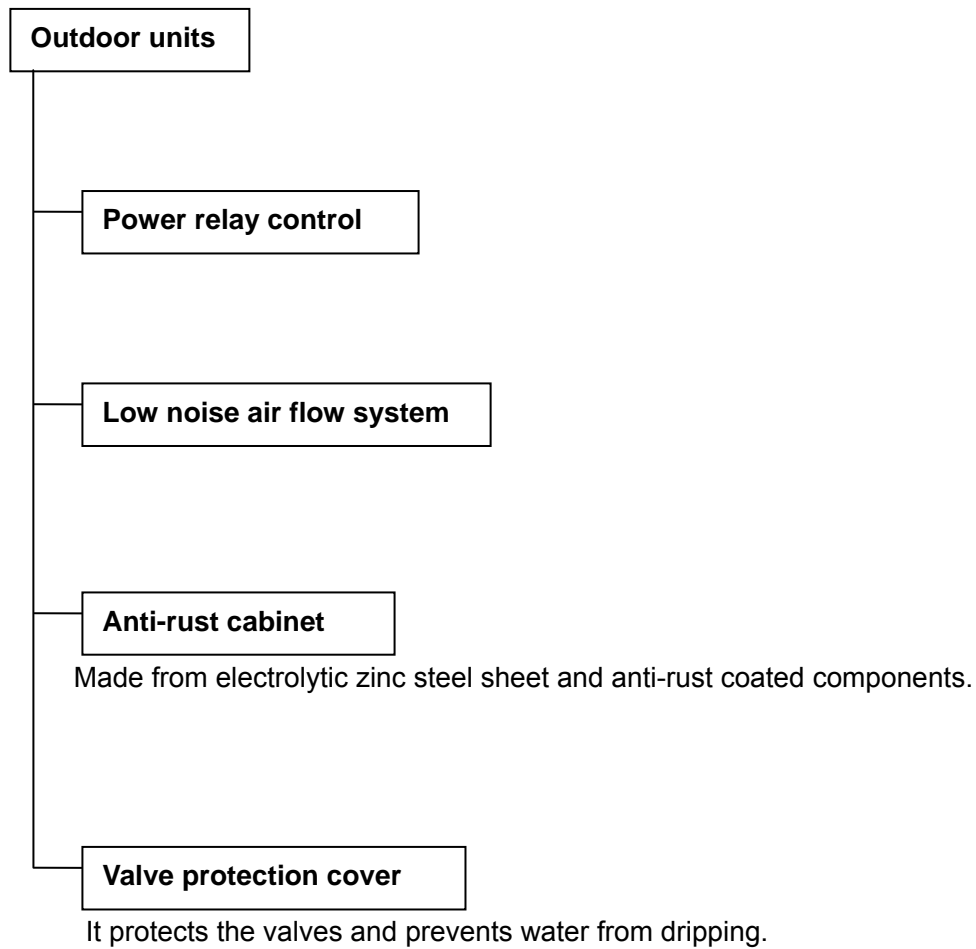 Outdoor units
Power relay control
Low noise air flow system
Anti-rust cabinet
Made from electrolytic zinc steel sheet and anti-rust coated components.
Valve protection cover
It protects the valves and prevents water from dripping.